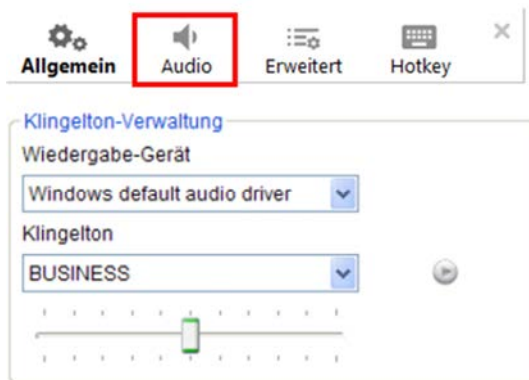 Allgemein Audio Erweitert Hotkey
Klingelton-Verwaltung
Wiedergabe-Gerät
Windows default audio driver
Klingelton
BUSINESS